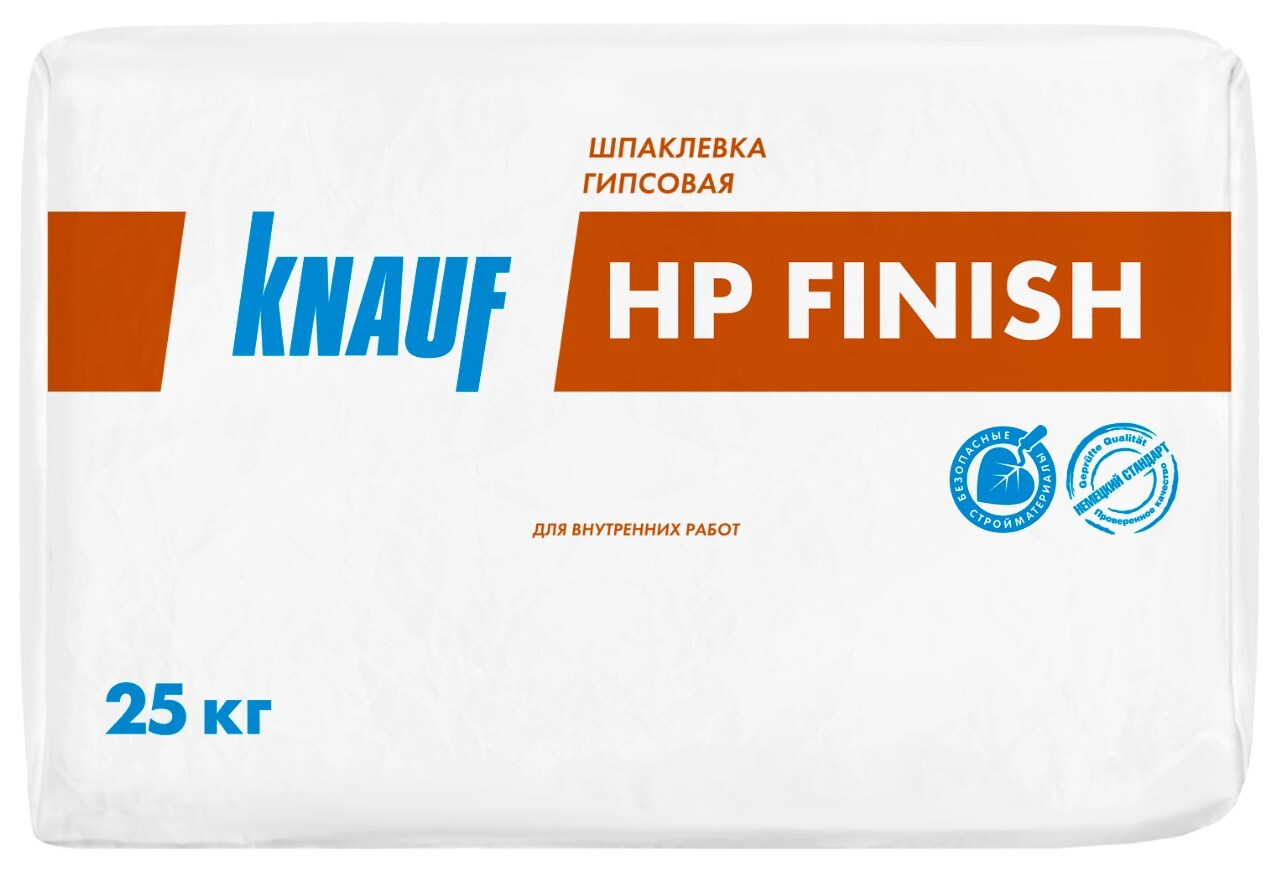 ШПАКЛЕВКА
ГИПСОВАЯ
KNAUF
HP FINISH
БЕЗОПАСНЫЕ
СТРОЙМАТЕРИАЛЫ
Geprüfte Qualität
НЕМЕЦКИЙ СТАНДАРТ
Проверенное качество
ДЛЯ ВНУТРЕННИХ РАБОТ
25 кг